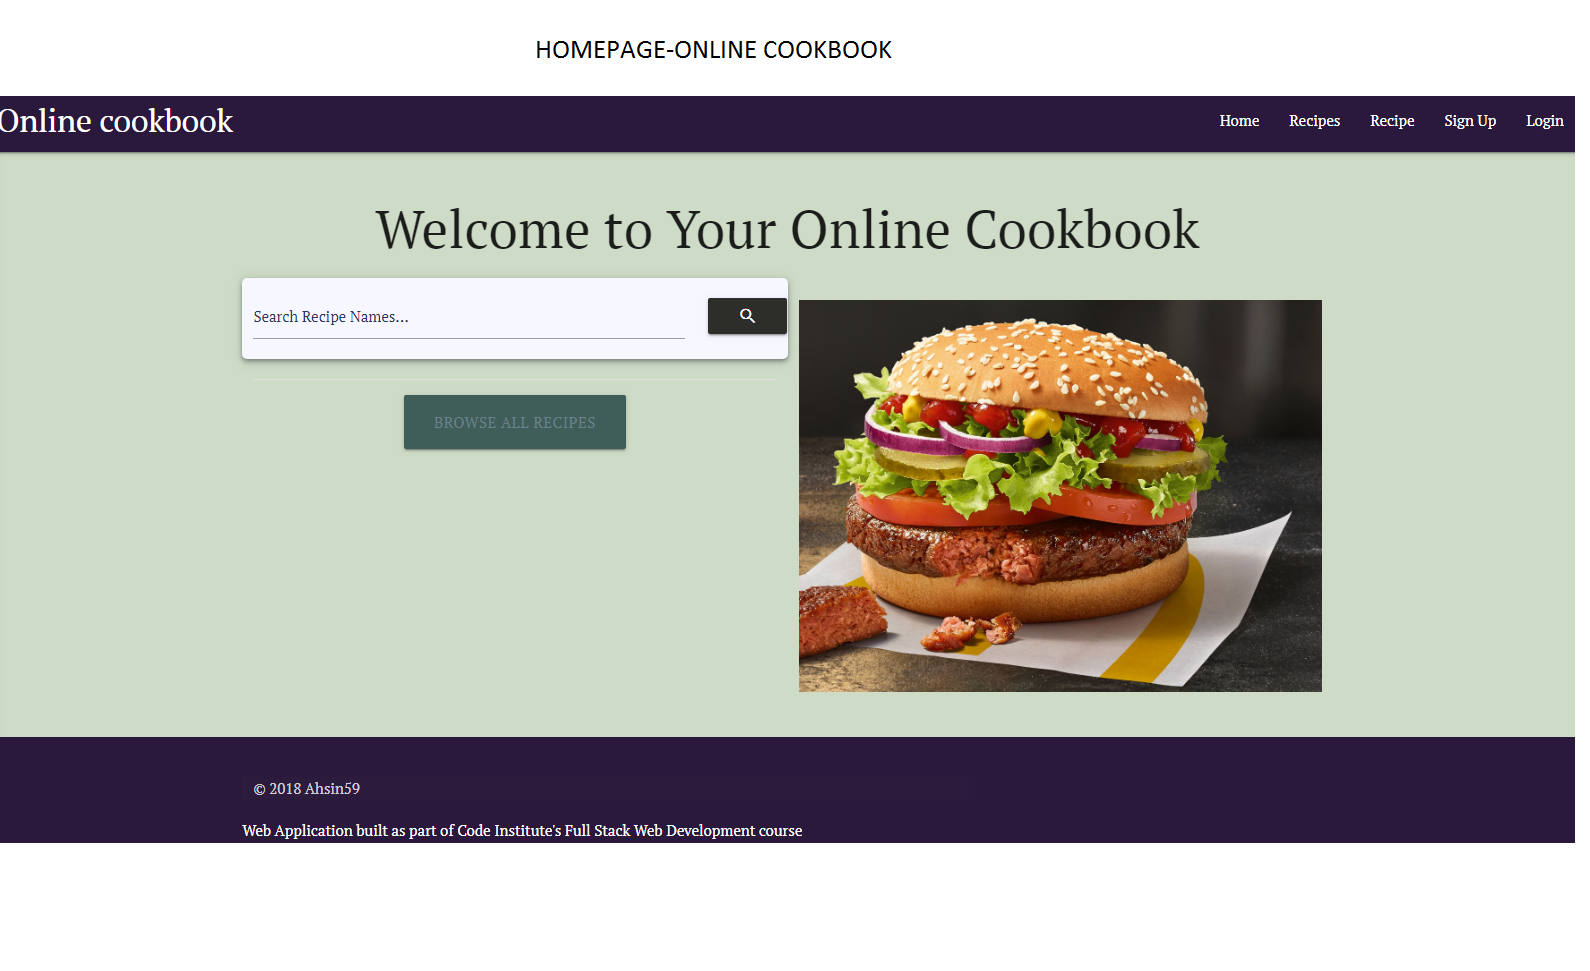 HOMEPAGE-ONLINE COOKBOOK
Online cookbook
Home Recipes Recipe Sign Up Login
Welcome to Your Online Cookbook
Search Recipe Names...
BROWSE ALL RECIPES
© 2018 Ahsin59
Web Application built as part of Code Institute's Full Stack Web Development course